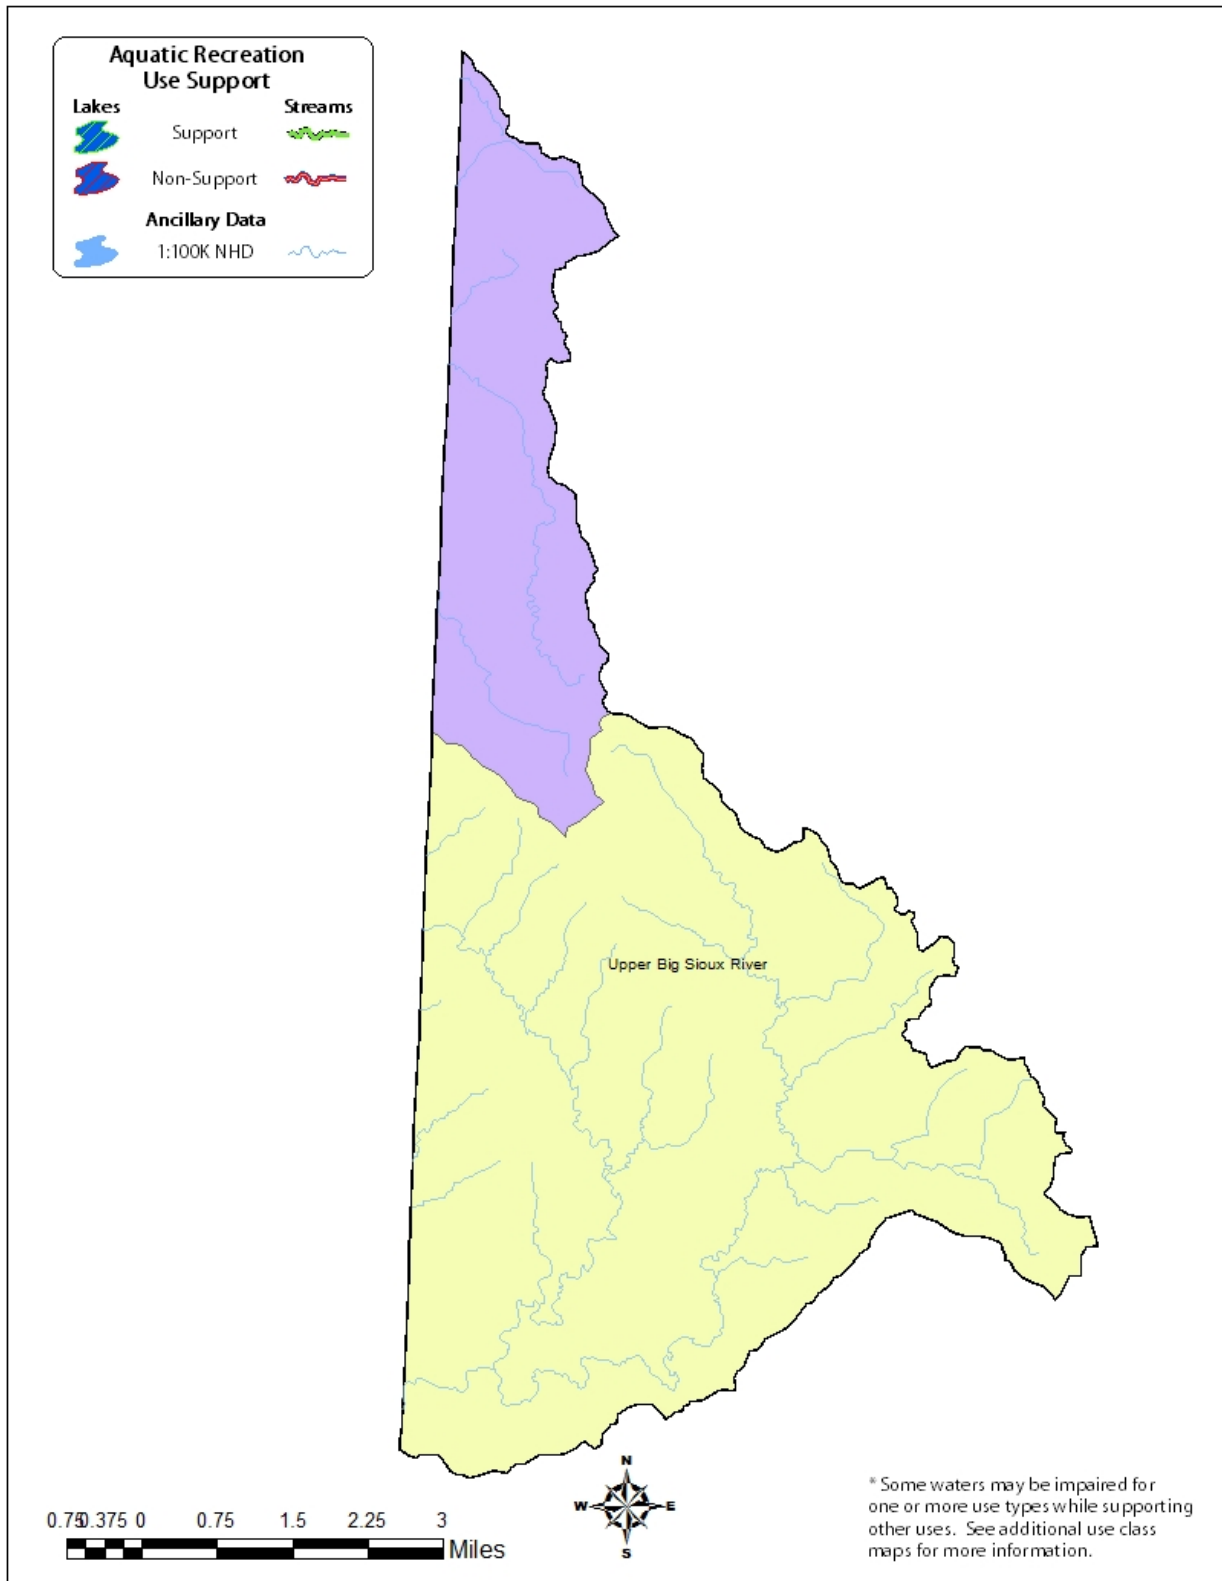 Aquatic Recreation
Use Support
Lakes Streams
Support
Non-Support
Ancillary Data
1:100K NHD
Upper Big Sioux River
N
W E
S
0.75 0.375 0 0.75 1.5 2.25 3
Miles
* Some waters may be impaired for
one or more use types while supporting
other uses. See additional use class
maps for more information.